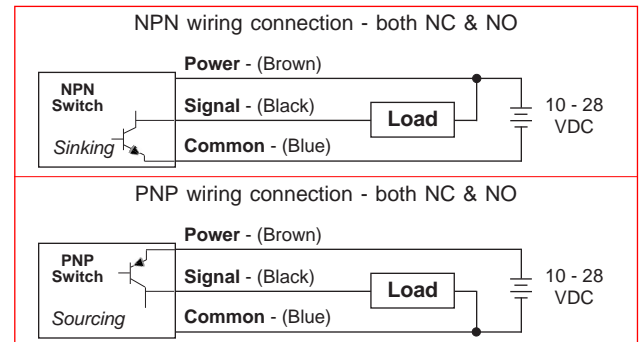 NPN wiring connection - both NC & NO
Power - (Brown)
NPN
Switch
Signal - (Black)
Load
10 - 28
VDC
Sinking
Common - (Blue)
PNP wiring connection - both NC & NO
Power - (Brown)
PNP
Switch
Signal - (Black)
Load
10 - 28
VDC
Sourcing
Common - (Blue)